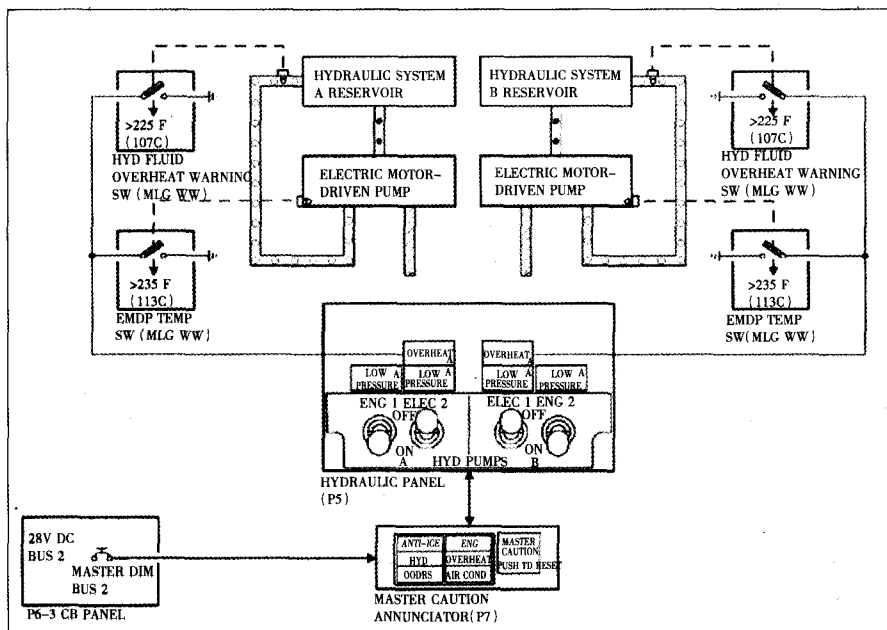 HYDRAULIC SYSTEM
A RESERVOIR
HYDRAULIC SYSTEM
B RESERVOIR
>225 F
(107C)
HYD FLUID
OVERHEAT WARNING
SW (MLG WW)
>225 F
(107C)
HYD FLUID
OVERHEAT WARNING
SW (MLG WW)
ELECTRIC MOTOR-
DRIVEN PUMP
ELECTRIC MOTOR-
DRIVEN PUMP
>235 F
(113C)
EMDP TEMP
SW (MLG WW)
>235 F
(113C)
EMDP TEMP
SW(MLG WW)
OVERHEAT
A
OVERHEAT
A
LOW A
PRESSURE
LOW A
PRESSURE
LOW A
PRESSURE
LOW A
PRESSURE
ENG 1 ELEC 2
OFF
ELEC 1 ENG 2
OFF
ON
A
HYD PUMPS
ON
B
HYDRAULIC PANEL
(P5)
28V DC
BUS 2
MASTER DIM
BUS 2
P6-3 CB PANEL
ANTI-ICE
HYD
OODRS
ENG
OVERHEAT
AIR COND
MASTER
CAUTION
PUSH TD RESET
MASTER CAUTION
ANNUNCIATOR(P7)